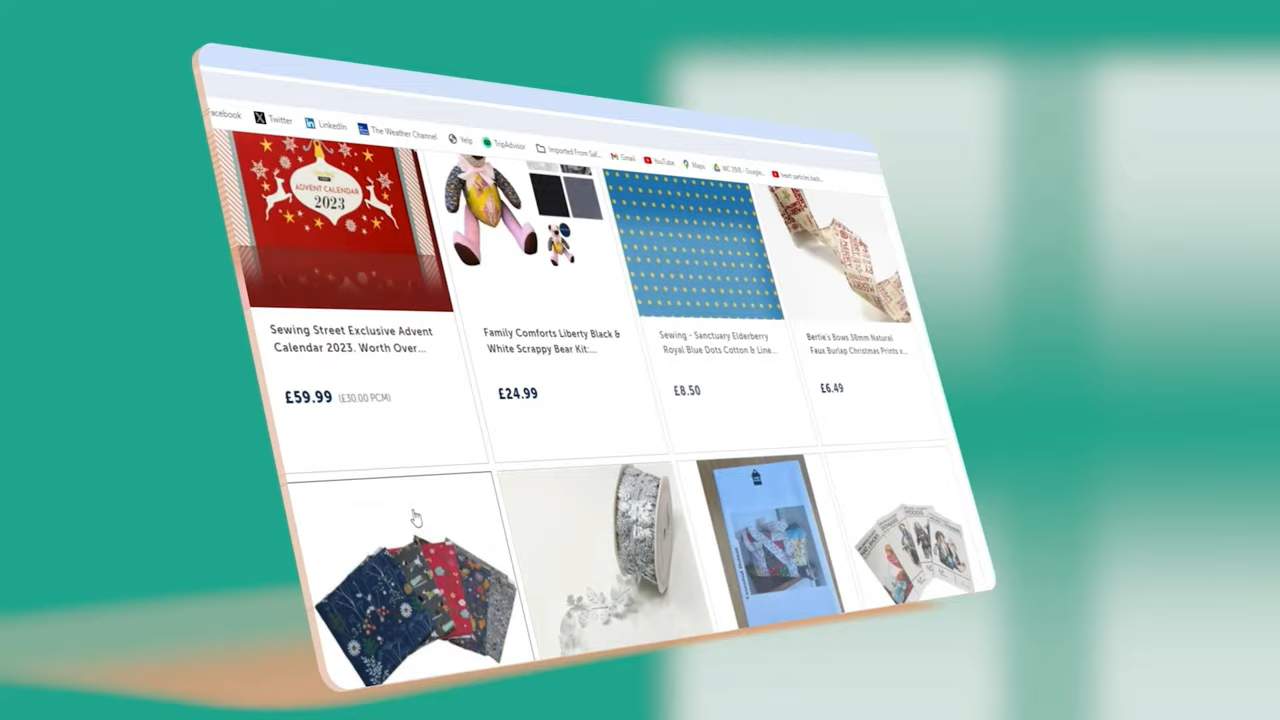 acebook
Twitter
LinkedIn
The Weather Channel
Yelp
TripAdvisor
Imported From Saf...
Gmail
YouTube
Maps
WC 29/8 - Google...
ADVENT CALENDAR
2023
Sewing Street Exclusive Advent
Calendar 2023. Worth Over...
£59.99 (£30.00 PCM)
Family Comforts Liberty Black &
White Scrappy Bear Kit:...
£24.99
Sewing - Sanctuary Elderberry
Royal Blue Dots Cotton & Line...
£8.50
Bertie's Bows 38mm Natural
Faux Burlap Christmas Prints x...
£6.49